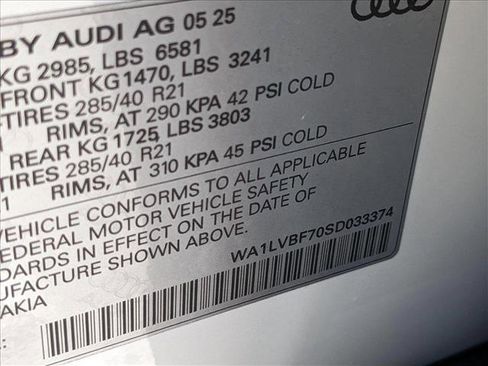 BY AUDI AG 05 25
KG 2985, LBS 6581
FRONT KG1470, LBS 3241
TIRES 285/40 R21
RIMS, AT 290 KPA 42 PSI COLD
REAR KG 1725, LBS 3803
TIRES 285/40 R21
RIMS, AT 310 KPA 45 PSI COLD
VEHICLE CONFORMS TO ALL APPLICABLE
FEDERAL MOTOR VEHICLE SAFETY
IN EFFECT ON THE DATE OF
SHOWN ABOVE.
WA1LVBF70SD033374